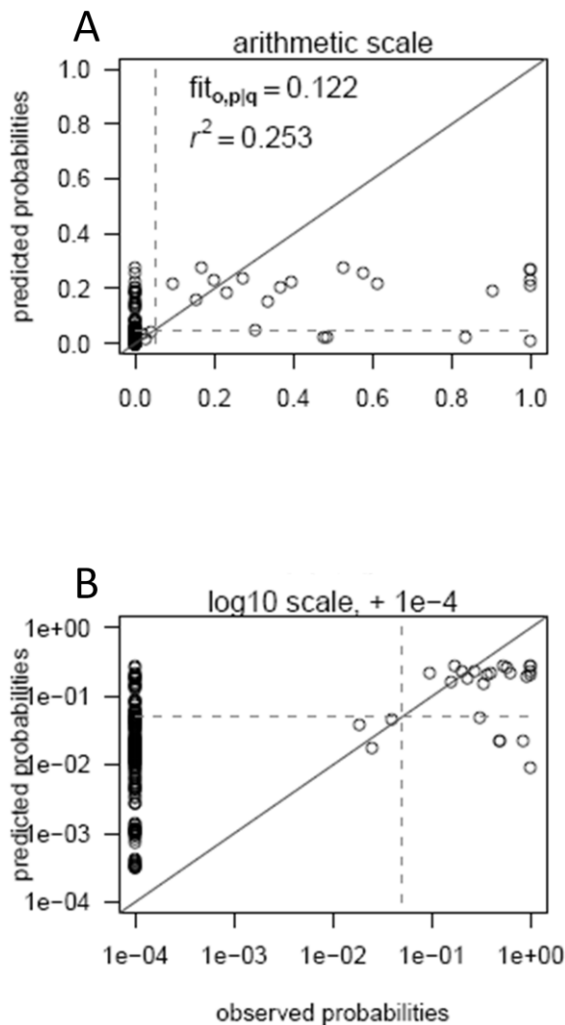 A
arithmetic scale
fit_o,p|q = 0.122
r² = 0.253
predicted probabilities
1.0
0.8
0.6
0.4
0.2
0.0
0.0 0.2 0.4 0.6 0.8 1.0
B
log10 scale, + 1e−4
predicted probabilities
1e+00
1e−01
1e−02
1e−03
1e−04
1e−04 1e−03 1e−02 1e−01 1e+00
observed probabilities